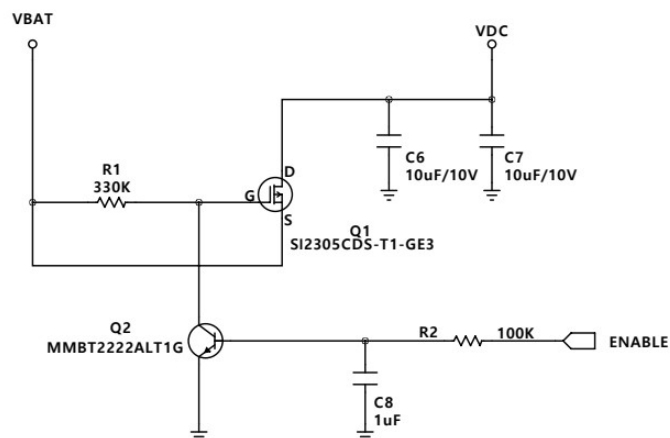 VBAT
VDC
R1
330K
D
G
S
C6
10uF/10V
C7
10uF/10V
Q1
SI2305CDS-T1-GE3
Q2
MMBT2222ALT1G
R2
100K
ENABLE
C8
1uF